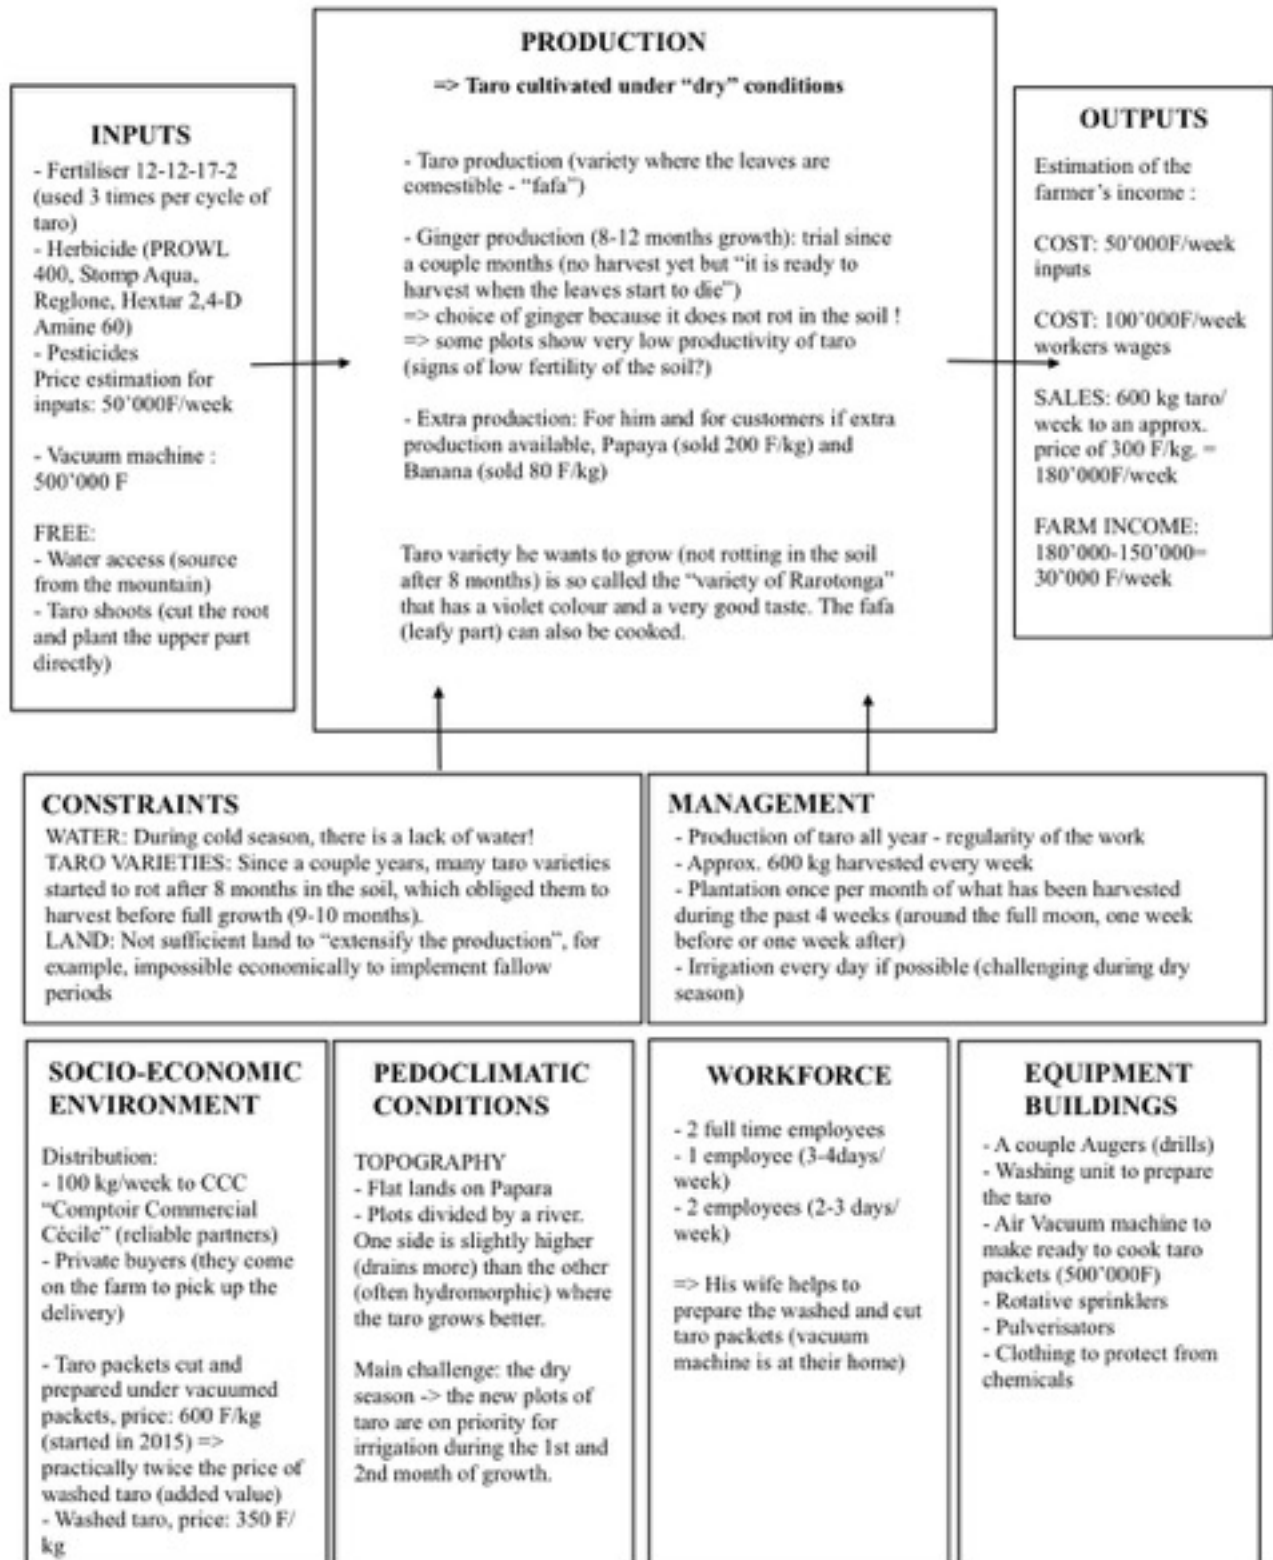 PRODUCTION
=> Taro cultivated under “dry” conditions
- Taro production (variety where the leaves are
comestible - “fafa”)
- Ginger production (8-12 months growth): trial since
a couple months (no harvest yet but “it is ready to
harvest when the leaves start to die”)
=> choice of ginger because it does not rot in the soil !
=> some plots show very low productivity of taro
(signs of low fertility of the soil?)
- Extra production: For him and for customers if extra
production available, Papaya (sold 200 F/kg) and
Banana (sold 80 F/kg)
Taro variety he wants to grow (not rotting in the soil
after 8 months) is so called the “variety of Rarotonga”
that has a violet colour and a very good taste. The fafa
(leafy part) can also be cooked.
INPUTS
- Fertiliser 12-12-17-2
(used 3 times per cycle of
taro)
- Herbicide (PROWL
400, Stomp Aqua,
Reglone, Hextar 2,4-D
Amine 60)
- Pesticides
Price estimation for
inputs: 50’000F/week
- Vacuum machine :
500’000 F
FREE:
- Water access (source
from the mountain)
- Taro shoots (cut the root
and plant the upper part
directly)
OUTPUTS
Estimation of the
farmer’s income :
COST: 50’000F/week
inputs
COST: 100’000F/week
workers wages
SALES: 600 kg taro/
week to an approx.
price of 300 F/kg. =
180’000F/week
FARM INCOME:
180’000-150’000=
30’000 F/week
CONSTRAINTS
WATER: During cold season, there is a lack of water!
TARO VARIETIES: Since a couple years, many taro varieties
started to rot after 8 months in the soil, which obliged them to
harvest before full growth (9-10 months).
LAND: Not sufficient land to “extensify the production”, for
example, impossible economically to implement fallow
periods
MANAGEMENT
- Production of taro all year - regularity of the work
- Approx. 600 kg harvested every week
- Plantation once per month of what has been harvested
during the past 4 weeks (around the full moon, one week
before or one week after)
- Irrigation every day if possible (challenging during dry
season)
SOCIO-ECONOMIC
ENVIRONMENT
Distribution:
- 100 kg/week to CCC
“Comptoir Commercial
Cécile” (reliable partners)
- Private buyers (they come
on the farm to pick up the
delivery)
- Taro packets cut and
prepared under vacuumed
packets, price: 600 F/kg
(started in 2015) =>
practically twice the price of
washed taro (added value)
- Washed taro, price: 350 F/
kg
PEDOCLIMATIC
CONDITIONS
TOPOGRAPHY
- Flat lands on Papara
- Plots divided by a river.
One side is slightly higher
(drains more) than the other
(often hydromorphic) where
the taro grows better.
Main challenge: the dry
season -> the new plots of
taro are on priority for
irrigation during the 1st and
2nd month of growth.
WORKFORCE
- 2 full time employees
- 1 employee (3-4days/
week)
- 2 employees (2-3 days/
week)
=> His wife helps to
prepare the washed and cut
taro packets (vacuum
machine is at their home)
EQUIPMENT
BUILDINGS
- A couple Augers (drills)
- Washing unit to prepare
the taro
- Air Vacuum machine to
make ready to cook taro
packets (500’000F)
- Rotative sprinklers
- Pulverisators
- Clothing to protect from
chemicals